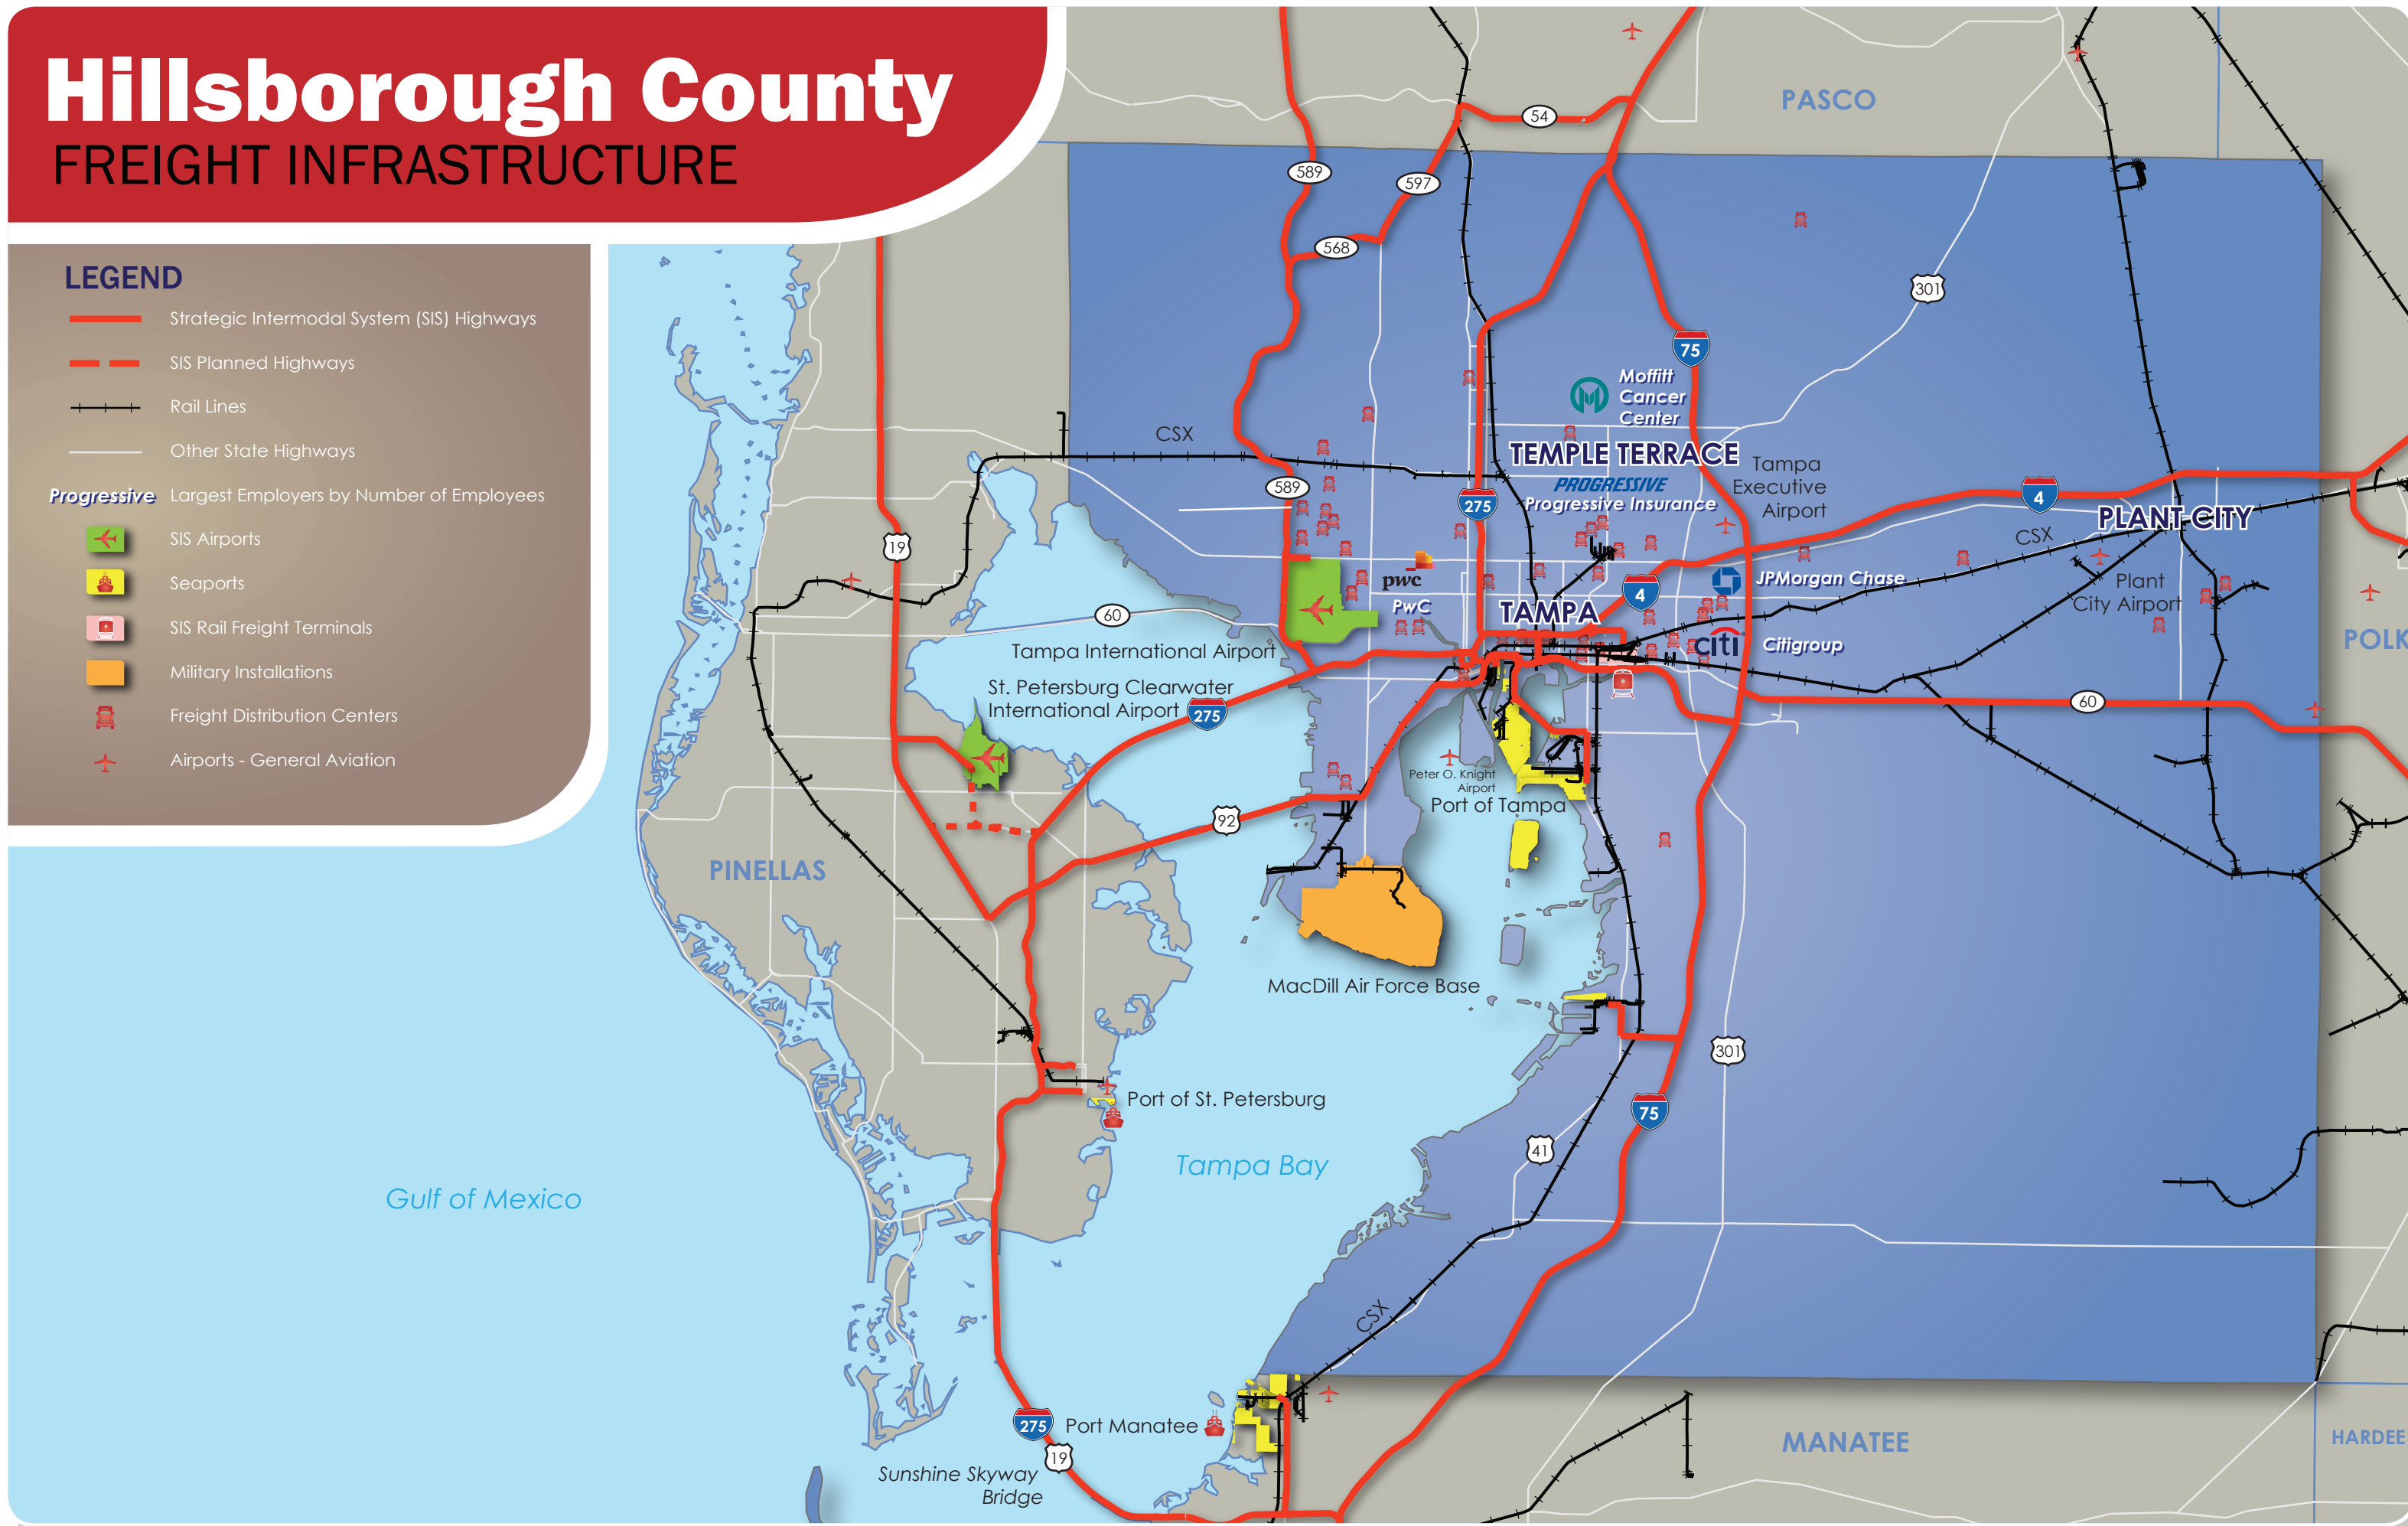 Hillsborough County
FREIGHT INFRASTRUCTURE
LEGEND
Strategic Intermodal System (SIS) Highways
SIS Planned Highways
Rail Lines
Other State Highways
Progressive Largest Employers by Number of Employees
SIS Airports
Seaports
SIS Rail Freight Terminals
Military Installations
Freight Distribution Centers
Airports - General Aviation
PASCO
54
589
597
568
301
75
Moffitt
Cancer
Center
CSX
TEMPLE TERRACE
Tampa
Executive
Airport
PROGRESSIVE
Progressive Insurance
589
275
4
PLANT CITY
CSX
19
pwc
PwC
JPMorgan Chase
Plant
City Airport
4
TAMPA
60
citi
Citigroup
POLK
Tampa International Airport
St. Petersburg Clearwater
International Airport
275
60
Peter O. Knight
Airport
Port of Tampa
92
PINELLAS
MacDill Air Force Base
301
Port of St. Petersburg
75
41
Tampa Bay
Gulf of Mexico
CSX
275
Port Manatee
19
Sunshine Skyway
Bridge
MANATEE
HARDEE